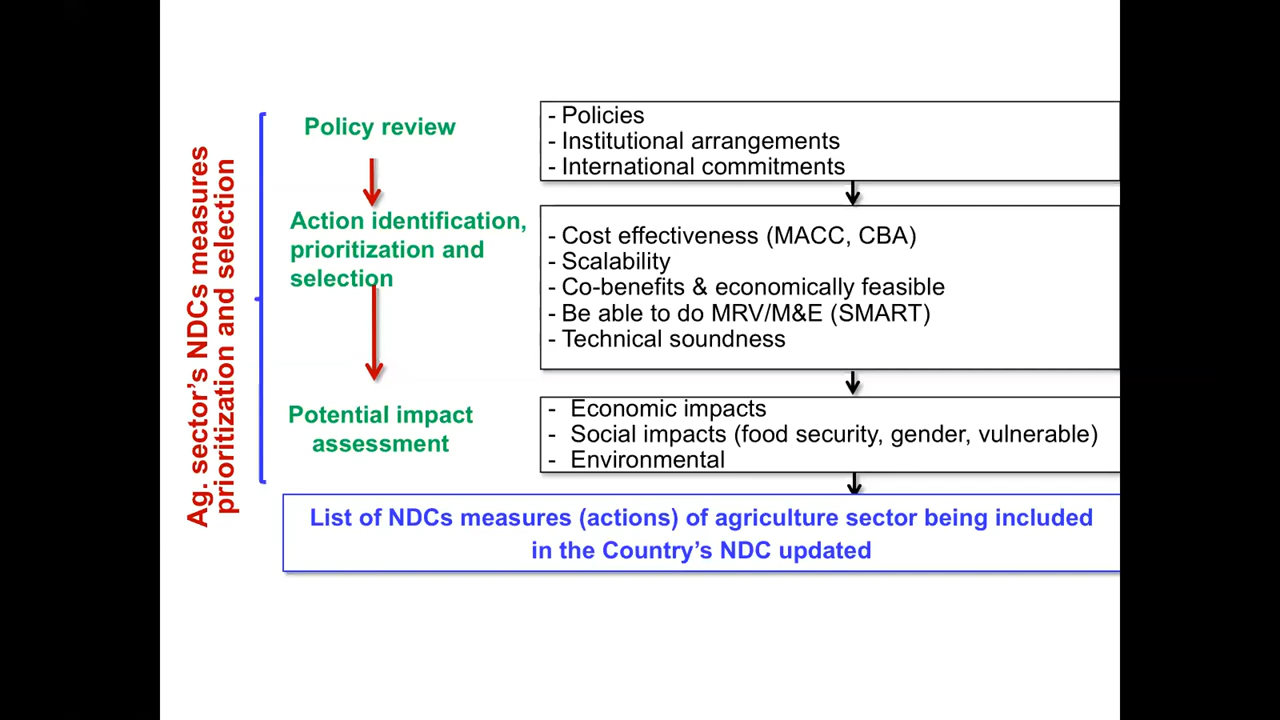 Ag. sector's NDCs measures
prioritization and selection
Policy review
- Policies
- Institutional arrangements
- International commitments
Action identification,
prioritization and
selection
- Cost effectiveness (MACC, CBA)
- Scalability
- Co-benefits & economically feasible
- Be able to do MRV/M&E (SMART)
- Technical soundness
Potential impact
assessment
- Economic impacts
- Social impacts (food security, gender, vulnerable)
- Environmental
List of NDCs measures (actions) of agriculture sector being included
in the Country's NDC updated